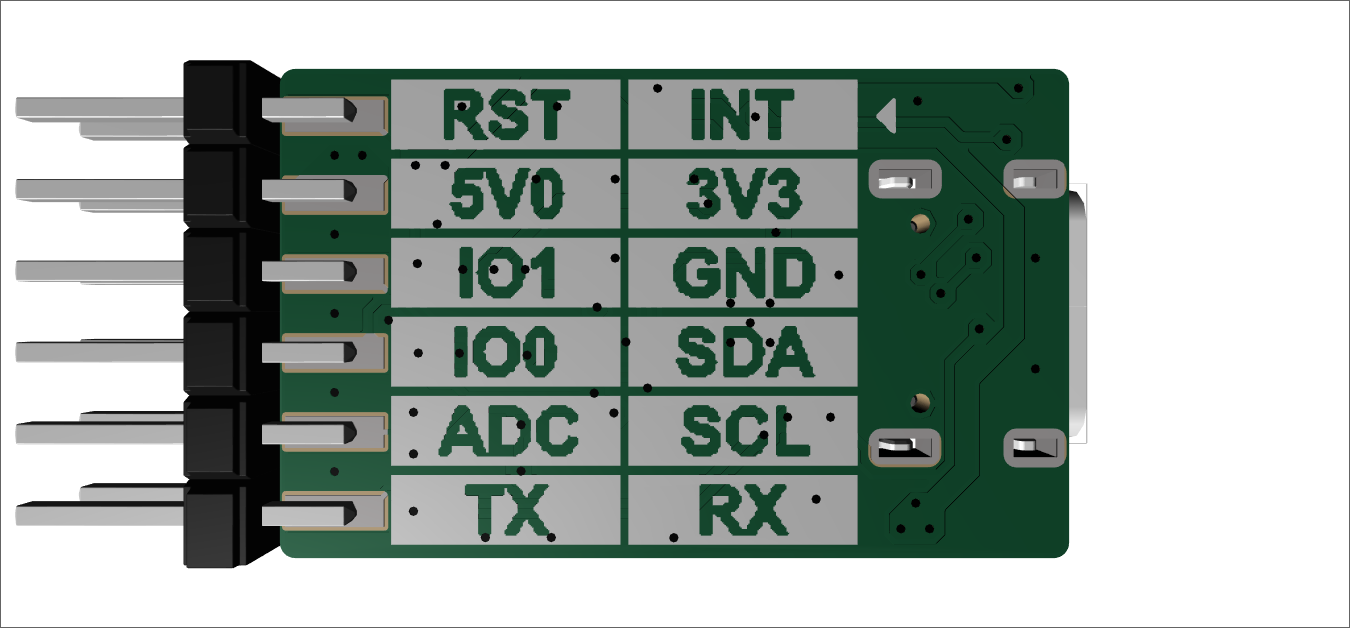 RST INT
5V0 3V3
IO1 GND
IO0 SDA
ADC SCL
TX RX